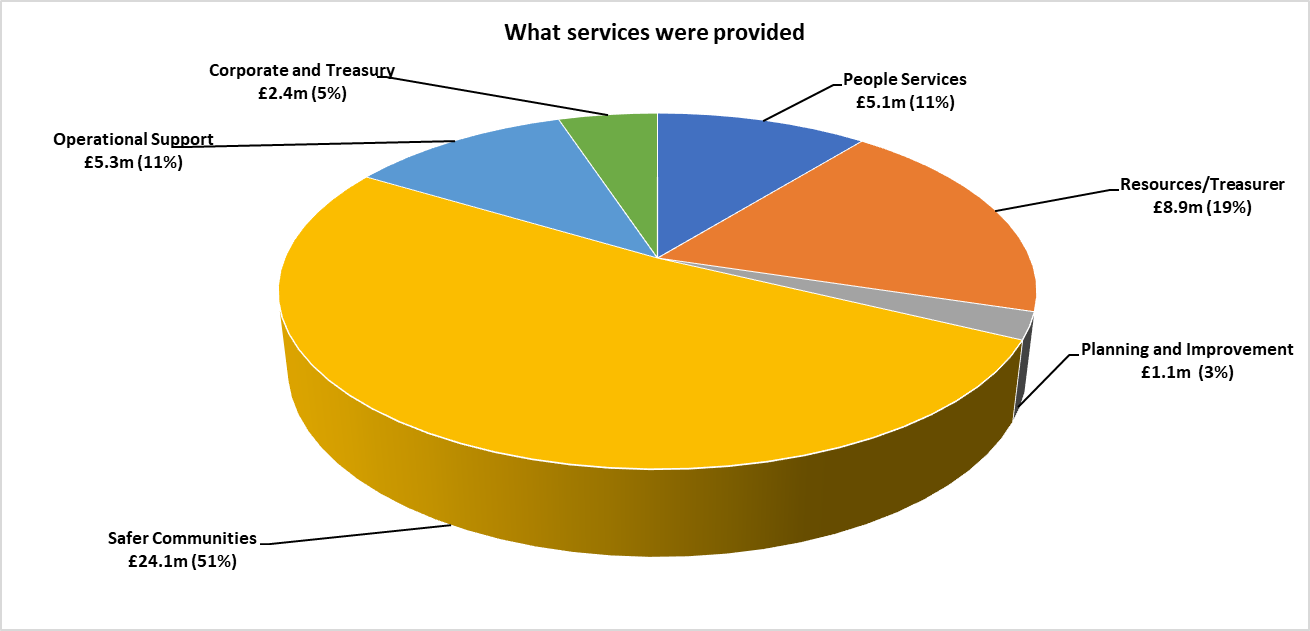 What services were provided
Corporate and Treasury
£2.4m (5%)
People Services
£5.1m (11%)
Operational Support
£5.3m (11%)
Resources/Treasurer
£8.9m (19%)
Planning and Improvement
£1.1m  (3%)
Safer Communities
£24.1m (51%)